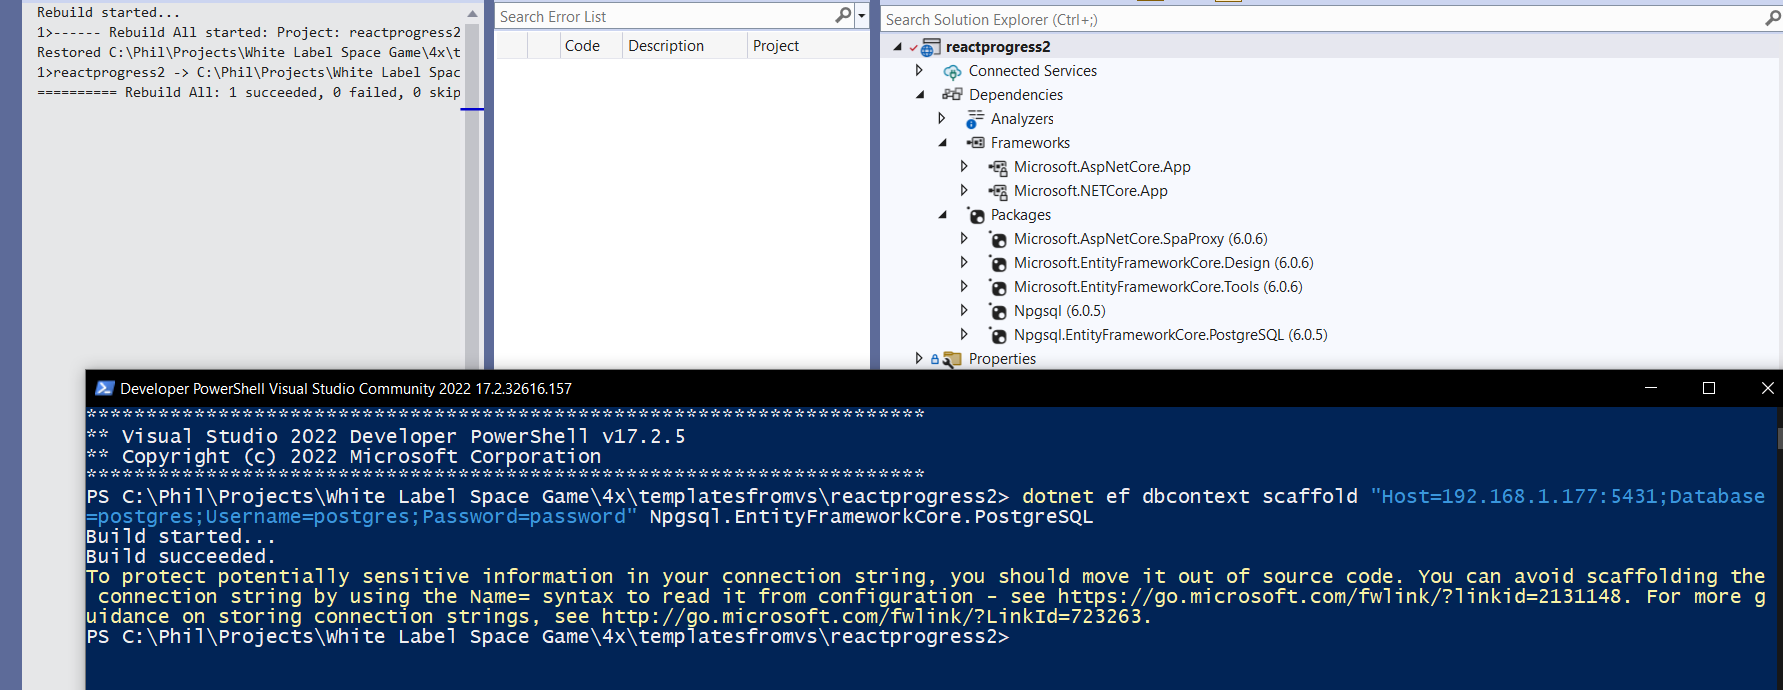 Rebuild started...
1>------ Rebuild All started: Project: reactprogress2
Restored C:\Phil\Projects\White Label Space Game\4x\t
1>reactprogress2 -> C:\Phil\Projects\White Label Spac
========== Rebuild All: 1 succeeded, 0 failed, 0 skip
Search Error List
Code Description Project
Search Solution Explorer (Ctrl+;)
reactprogress2
Connected Services
Dependencies
Analyzers
Frameworks
Microsoft.AspNetCore.App
Microsoft.NETCore.App
Packages
Microsoft.AspNetCore.SpaProxy (6.0.6)
Microsoft.EntityFrameworkCore.Design (6.0.6)
Microsoft.EntityFrameworkCore.Tools (6.0.6)
Npgsql (6.0.5)
Npgsql.EntityFrameworkCore.PostgreSQL (6.0.5)
Properties
Developer PowerShell Visual Studio Community 2022 17.2.32616.157
**********************************************************************
** Visual Studio 2022 Developer PowerShell v17.2.5
** Copyright (c) 2022 Microsoft Corporation
**********************************************************************
PS C:\Phil\Projects\White Label Space Game\4x\templatesfromvs\reactprogress2> dotnet ef dbcontext scaffold "Host=192.168.1.177:5431;Database
=postgres;Username=postgres;Password=password" Npgsql.EntityFrameworkCore.PostgreSQL
Build started...
Build succeeded.
To protect potentially sensitive information in your connection string, you should move it out of source code. You can avoid scaffolding the
connection string by using the Name= syntax to read it from configuration - see https://go.microsoft.com/fwlink/?linkid=2131148. For more g
uidance on storing connection strings, see http://go.microsoft.com/fwlink/?LinkId=723263.
PS C:\Phil\Projects\White Label Space Game\4x\templatesfromvs\reactprogress2>